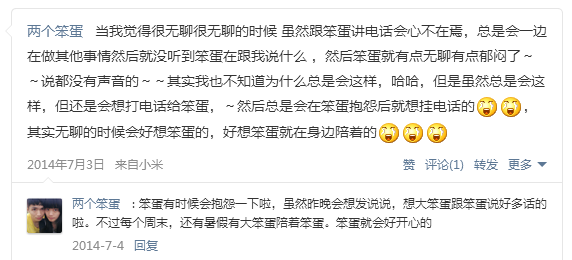 两个笨蛋 当我觉得很无聊很无聊的时候 虽然跟笨蛋讲电话会心不在焉，总是会一边
在做其他事情然后就没听到笨蛋在跟我说什么 ，然后笨蛋就有点无聊有点郁闷了～
～说都没有声音的～～其实我也不知道为什么总是会这样，哈哈，但是虽然总是会这
样，但还是会想打电话给笨蛋，～然后总是会在笨蛋抱怨后就想挂电话的，
其实无聊的时候会好想笨蛋的，好想笨蛋就在身边陪着的
2014年7月3日 来自小米 赞 评论(1) 转发 更多
两个笨蛋 : 笨蛋有时候会抱怨一下啦，虽然昨晚会想发说说，想大笨蛋跟笨蛋说好多话的
啦。不过每个周末，还有暑假有大笨蛋陪着笨蛋。笨蛋就会好开心的
2014-7-4 回复